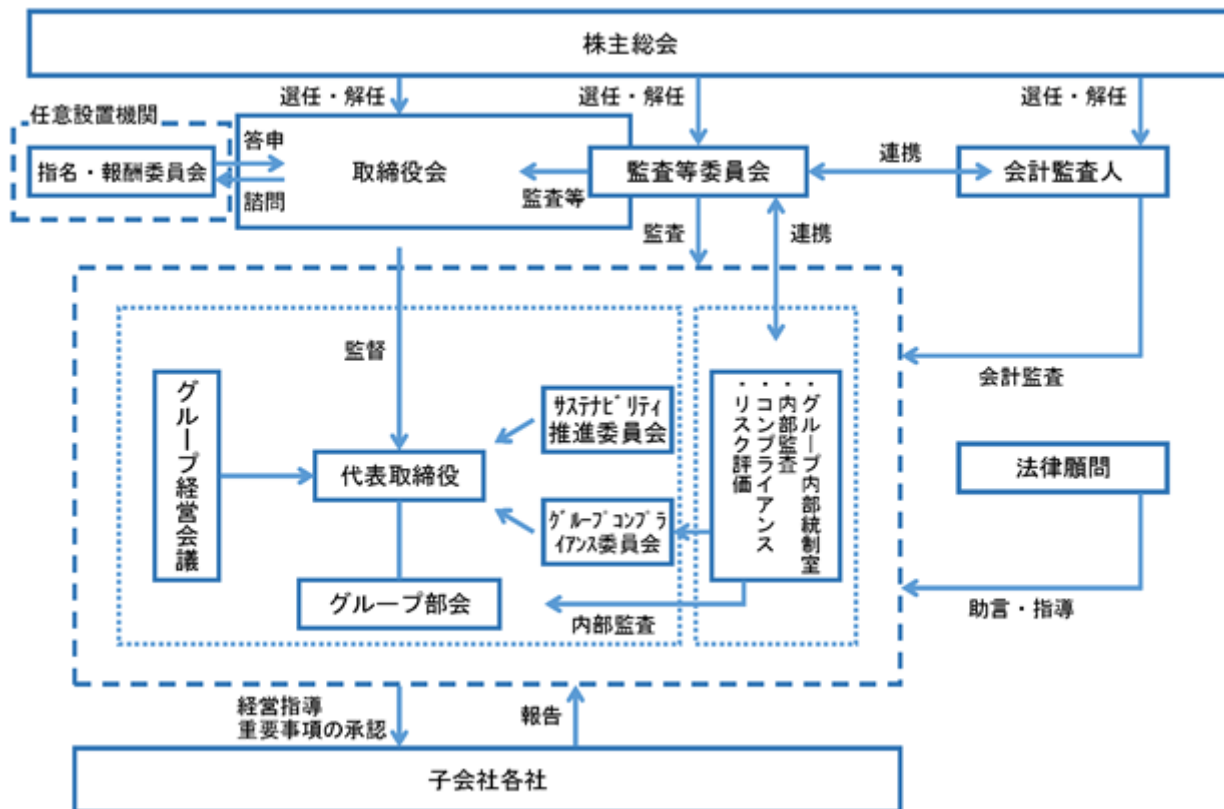 株主総会
選任・解任
選任・解任
選任・解任
任意設置機関
指名・報酬委員会
答申
諮問
取締役会
監査等
監査等委員会
連携
会計監査人
監査
連携
監督
会計監査
グループ経営会議
代表取締役
サステナビリティ
推進委員会
グループコンプラ
イアンス委員会
グループ部会
・グループ内部統制室
・内部監査
・コンプライアンス
・リスク評価
内部監査
法律顧問
助言・指導
経営指導
重要事項の承認
報告
子会社各社